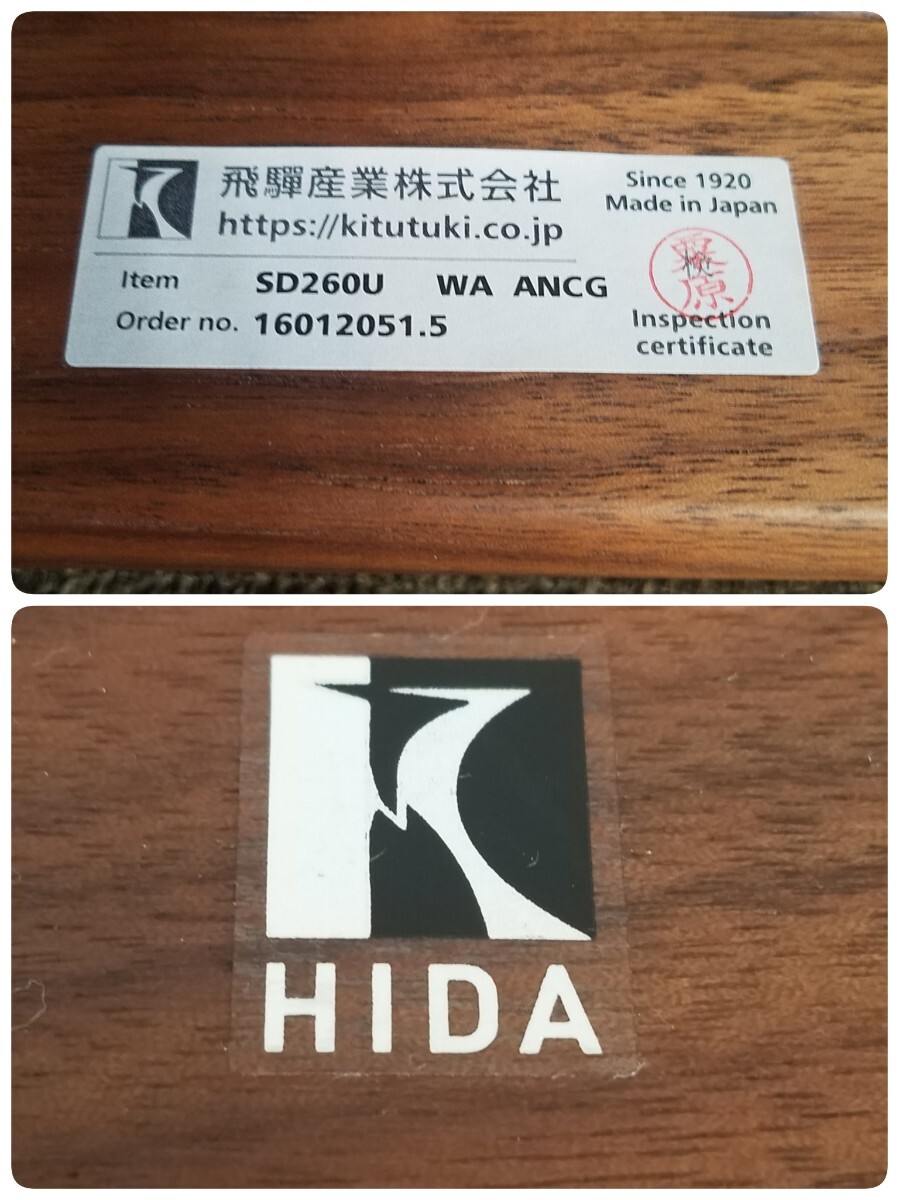 飛驒産業株式会社
https://kitutuki.co.jp
Since 1920
Made in Japan
Item SD260U WA ANCG
Order no. 16012051.5
Inspection
certificate
HIDA